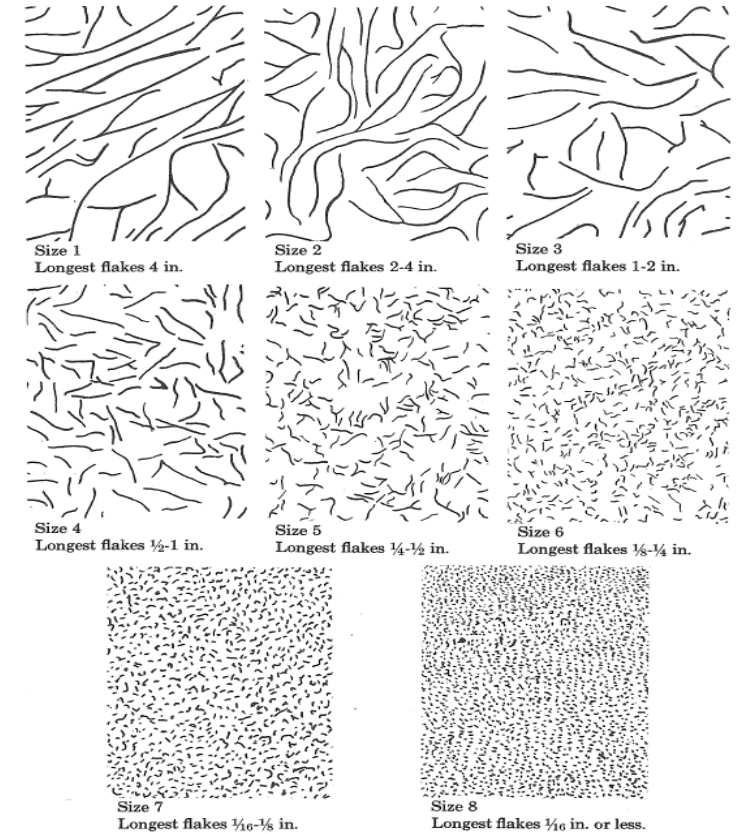 Size 1
Longest flakes 4 in.
Size 2
Longest flakes 2-4 in.
Size 3
Longest flakes 1-2 in.
Size 4
Longest flakes ½-1 in.
Size 5
Longest flakes ¼-½ in.
Size 6
Longest flakes ⅛-¼ in.
Size 7
Longest flakes 1⁄16-⅛ in.
Size 8
Longest flakes 1⁄16 in. or less.